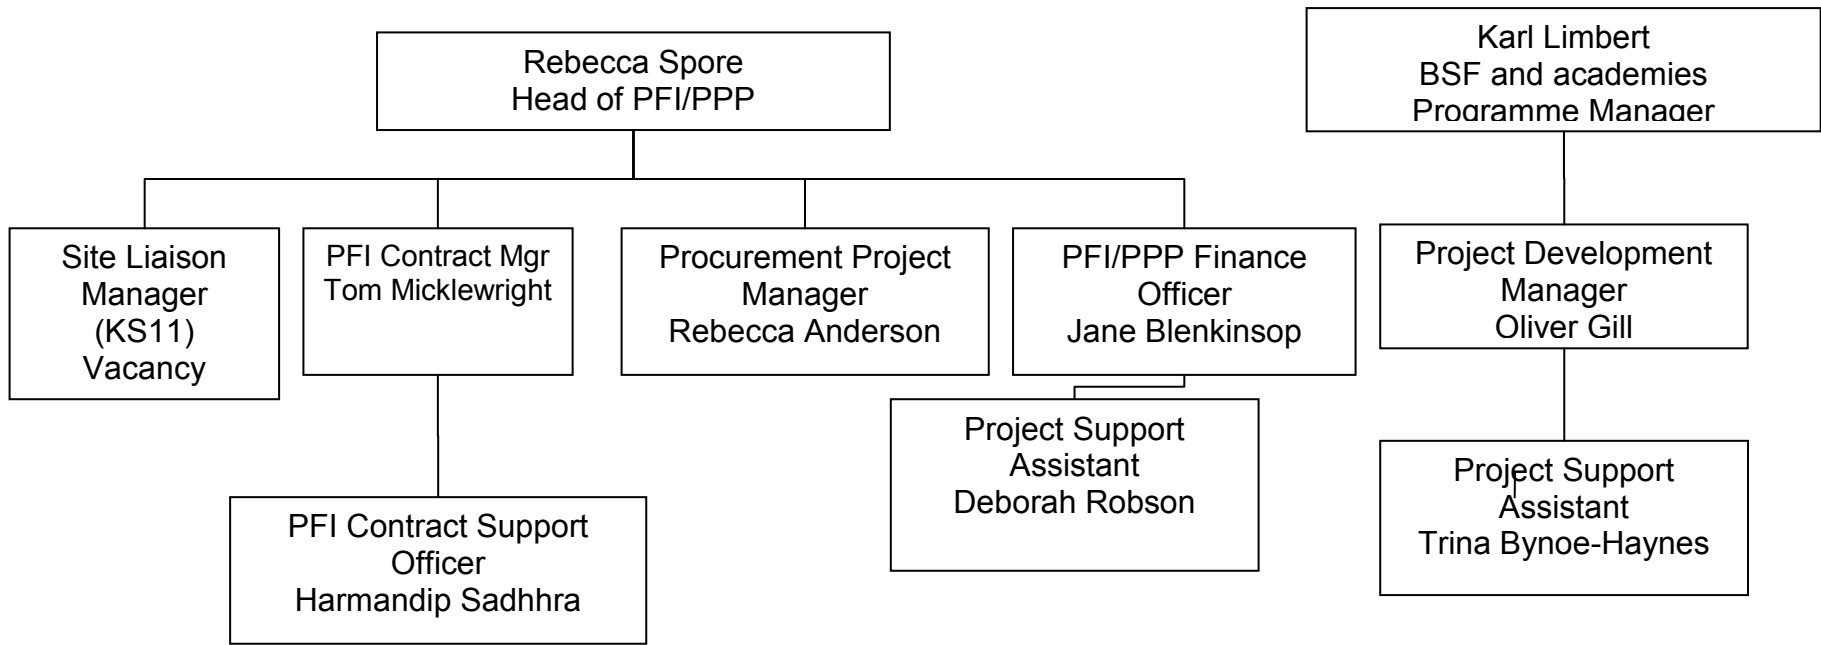 Rebecca Spore
Head of PFI/PPP
Karl Limbert
BSF and academies
Programme Manager
Site Liaison
Manager
(KS11)
Vacancy
PFI Contract Mgr
Tom Micklewright
Procurement Project
Manager
Rebecca Anderson
PFI/PPP Finance
Officer
Jane Blenkinsop
Project Development
Manager
Oliver Gill
PFI Contract Support
Officer
Harmandip Sadhhra
Project Support
Assistant
Deborah Robson
Project Support
Assistant
Trina Bynoe-Haynes